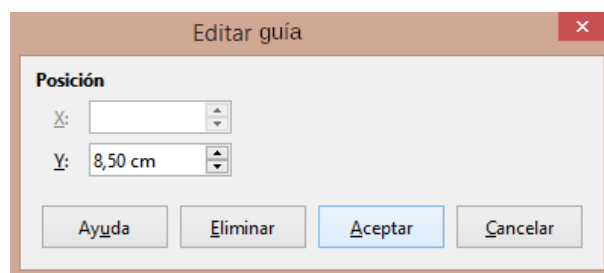 Editar guía
Posición
X:
Y: 8,50 cm
Ayuda Eliminar Aceptar Cancelar